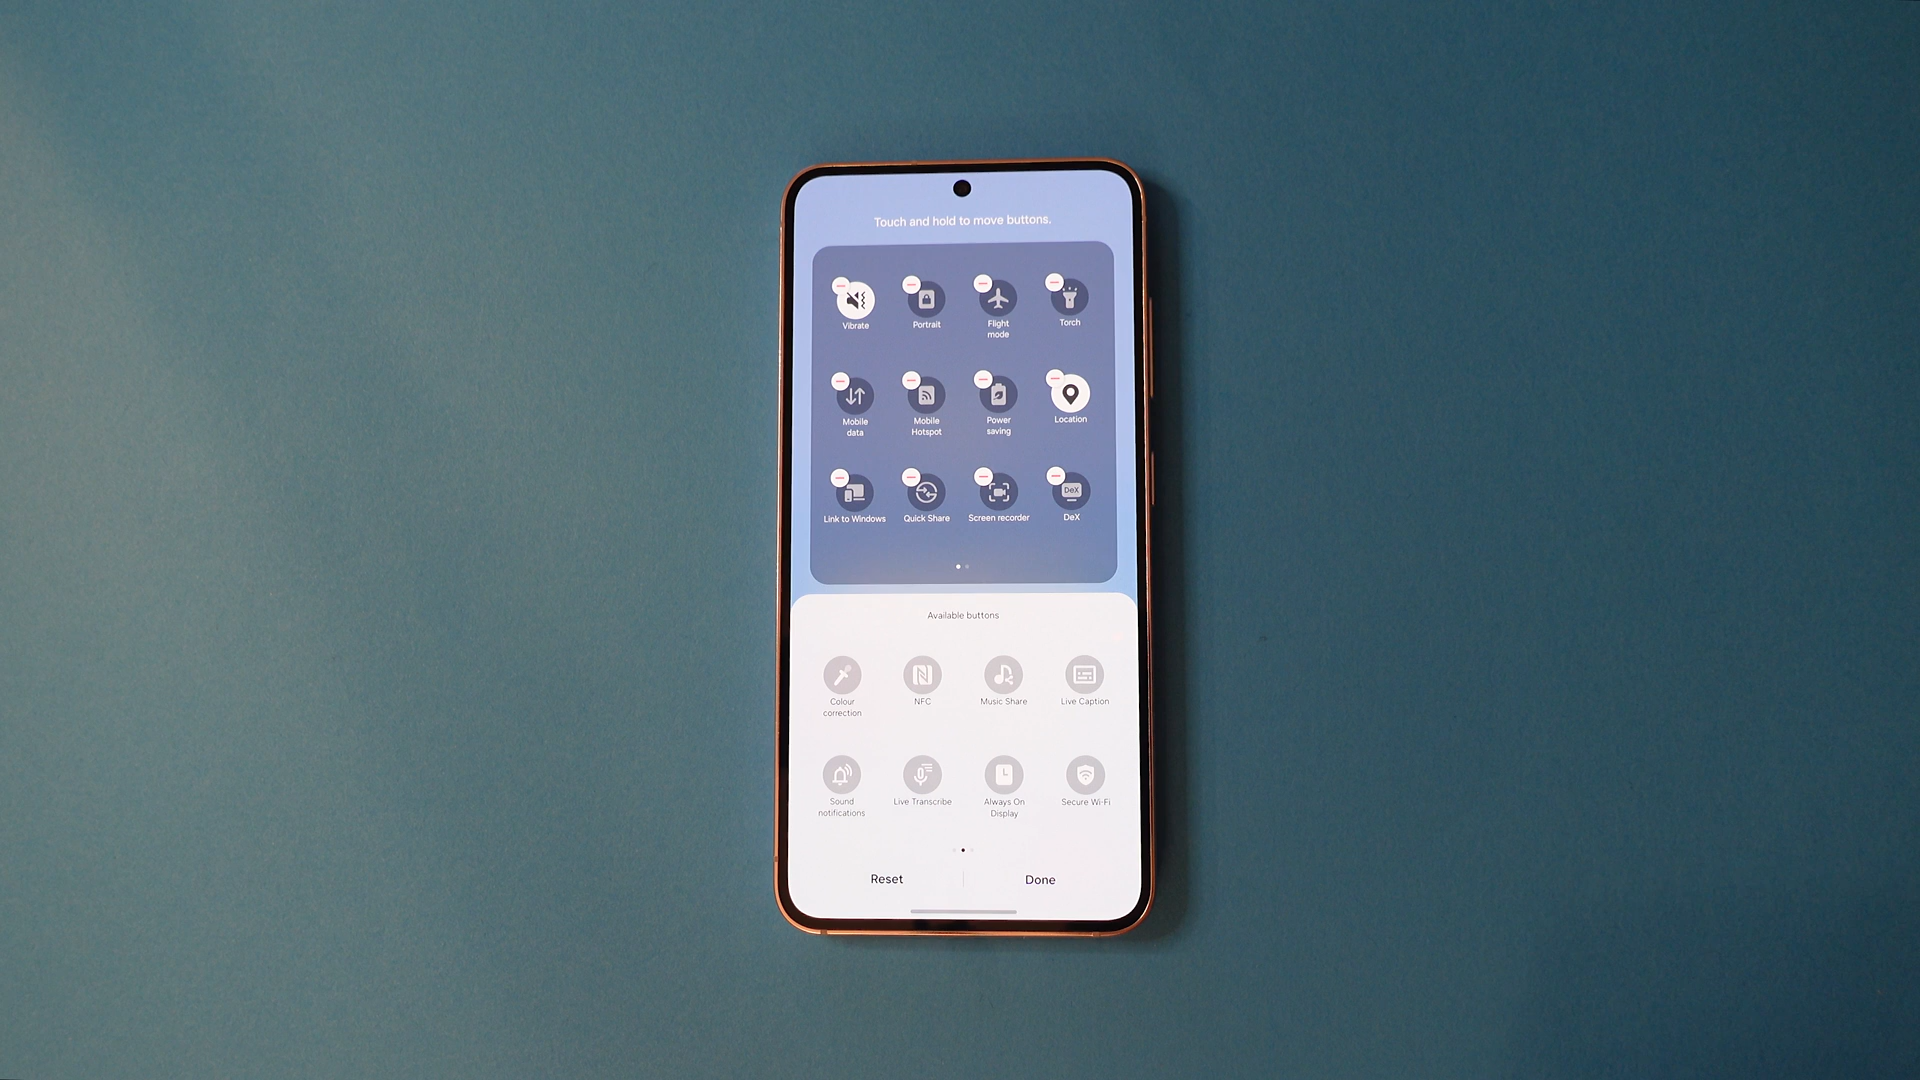 Touch and hold to move buttons.
Vibrate
Portrait
Flight
mode
Torch
Mobile
data
Mobile
Hotspot
Power
saving
Location
DeX
Link to Windows
Quick Share
Screen recorder
DeX
Available buttons
Colour
correction
NFC
Music Share
Live Caption
Sound
notifications
Live Transcribe
Always On
Display
Secure Wi-Fi
Reset
Done